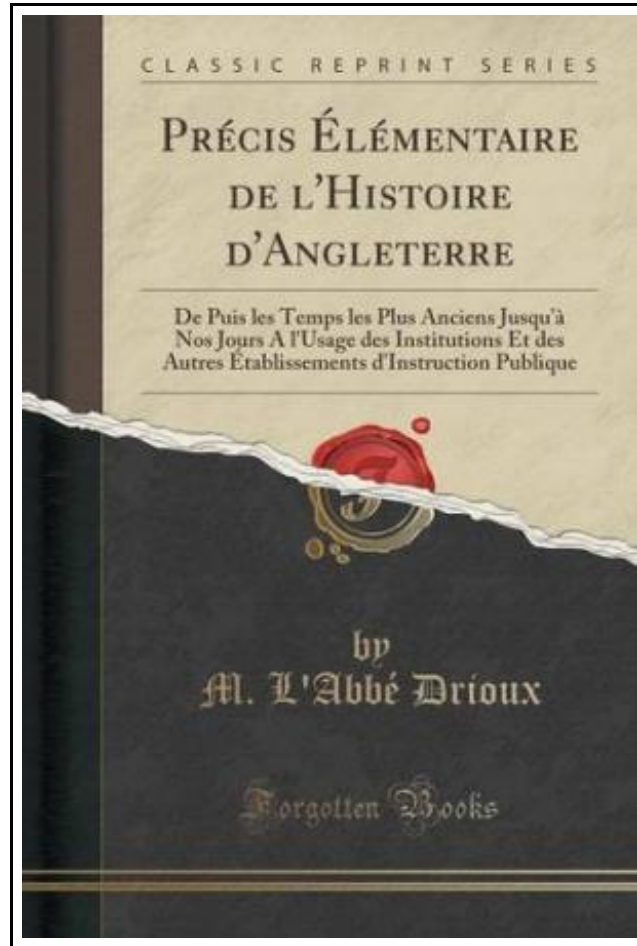 CLASSIC REPRINT SERIES
PRÉCIS ÉLÉMENTAIRE
DE L'HISTOIRE
D'ANGLETERRE
De Puis les Temps les Plus Anciens Jusqu'à
Nos Jours A l'Usage des Institutions Et des
Autres Établissements d'Instruction Publique
by
M. L'Abbé Drioux
Forgotten Books